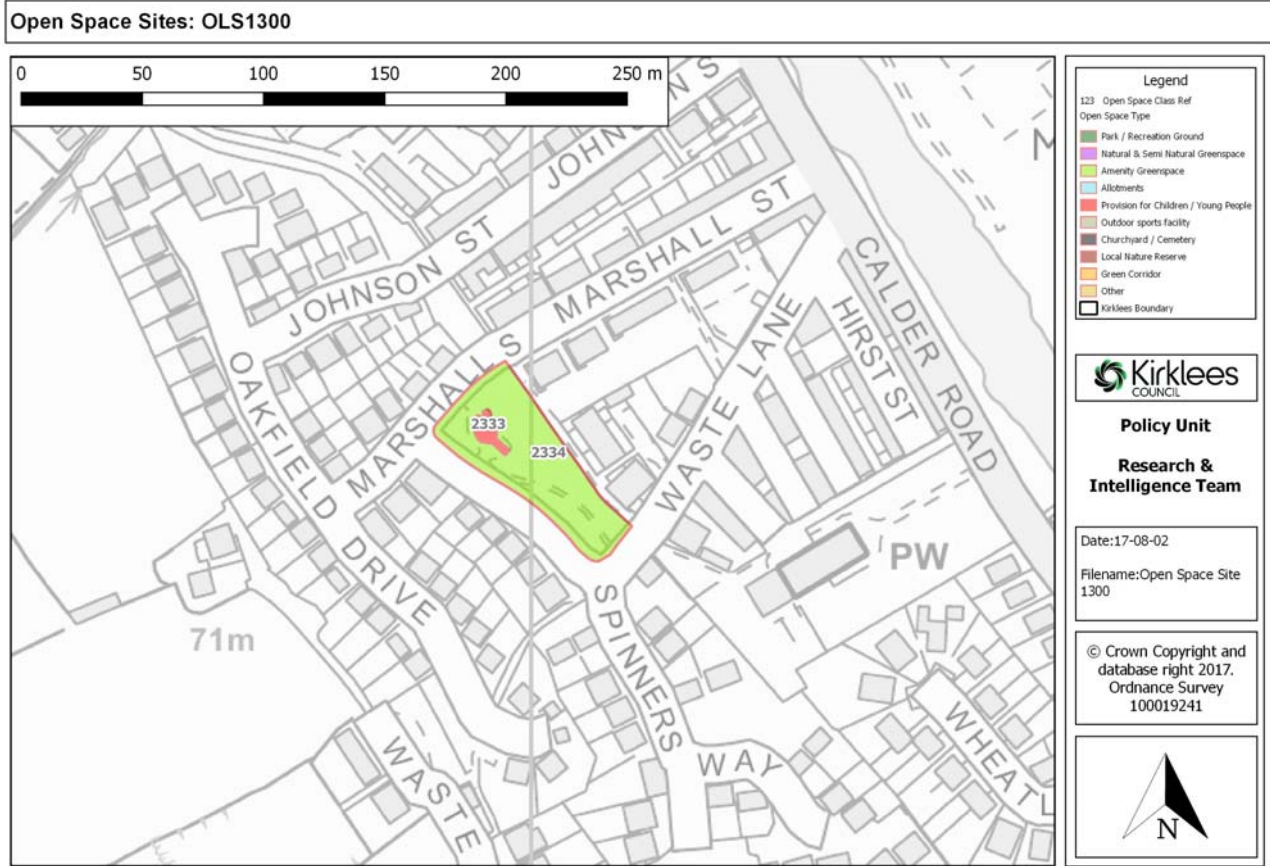 Open Space Sites: OLS1300
0 50 100 150 200 250 m
JOHNSON S
M
JOHNSON ST
MARSHALL ST
MARSHALL S
CALDER ROAD
HIRST ST
WASTE LANE
OAKFIELD DRIVE
2333
2334
PW
71m
SPINNERS WAY
WASTE
WHEATL
Legend
123 Open Space Class Ref
Open Space Type
Park / Recreation Ground
Natural & Semi Natural Greenspace
Amenity Greenspace
Allotments
Provision for Children / Young People
Outdoor sports facility
Churchyard / Cemetery
Local Nature Reserve
Green Corridor
Other
Kirklees Boundary
Kirklees
COUNCIL
Policy Unit
Research &
Intelligence Team
Date:17-08-02
Filename:Open Space Site
1300
© Crown Copyright and
database right 2017.
Ordnance Survey
100019241
N